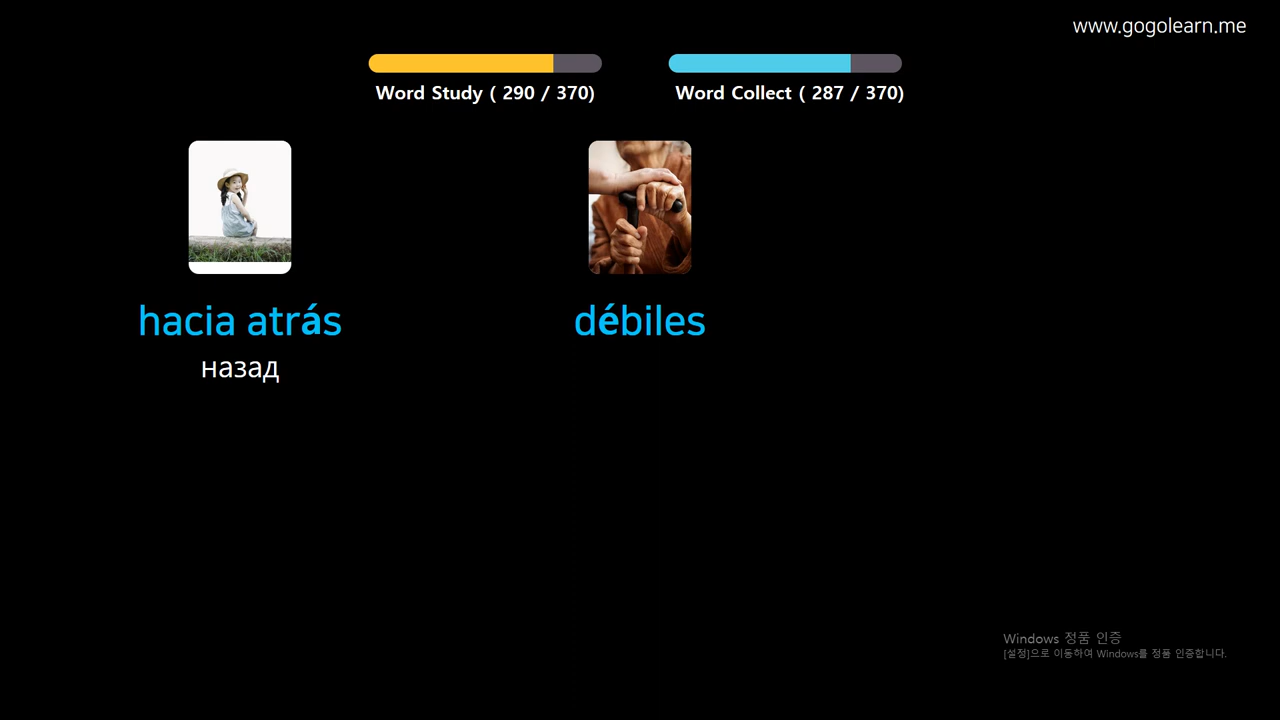 www.gogolearn.me
Word Study ( 290 / 370)
Word Collect ( 287 / 370)
hacia atrás
назад
débiles
Windows 정품 인증
[설정]으로 이동하여 Windows를 정품 인증합니다.